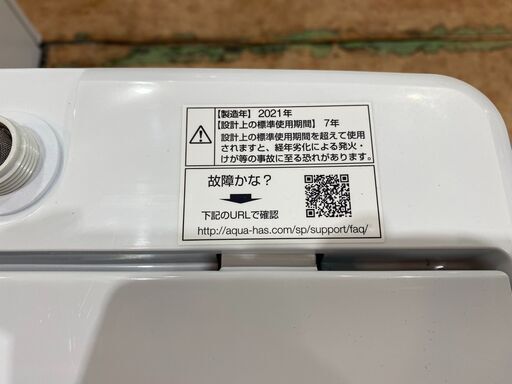 【製造年】 2021年
【設計上の標準使用期間】 7年
設計上の標準使用期間を超えて使用
されますと、経年劣化による発火・
けが等の事故に至る恐れがあります。
故障かな？
下記のURLで確認
http://aqua-has.com/sp/support/faq/